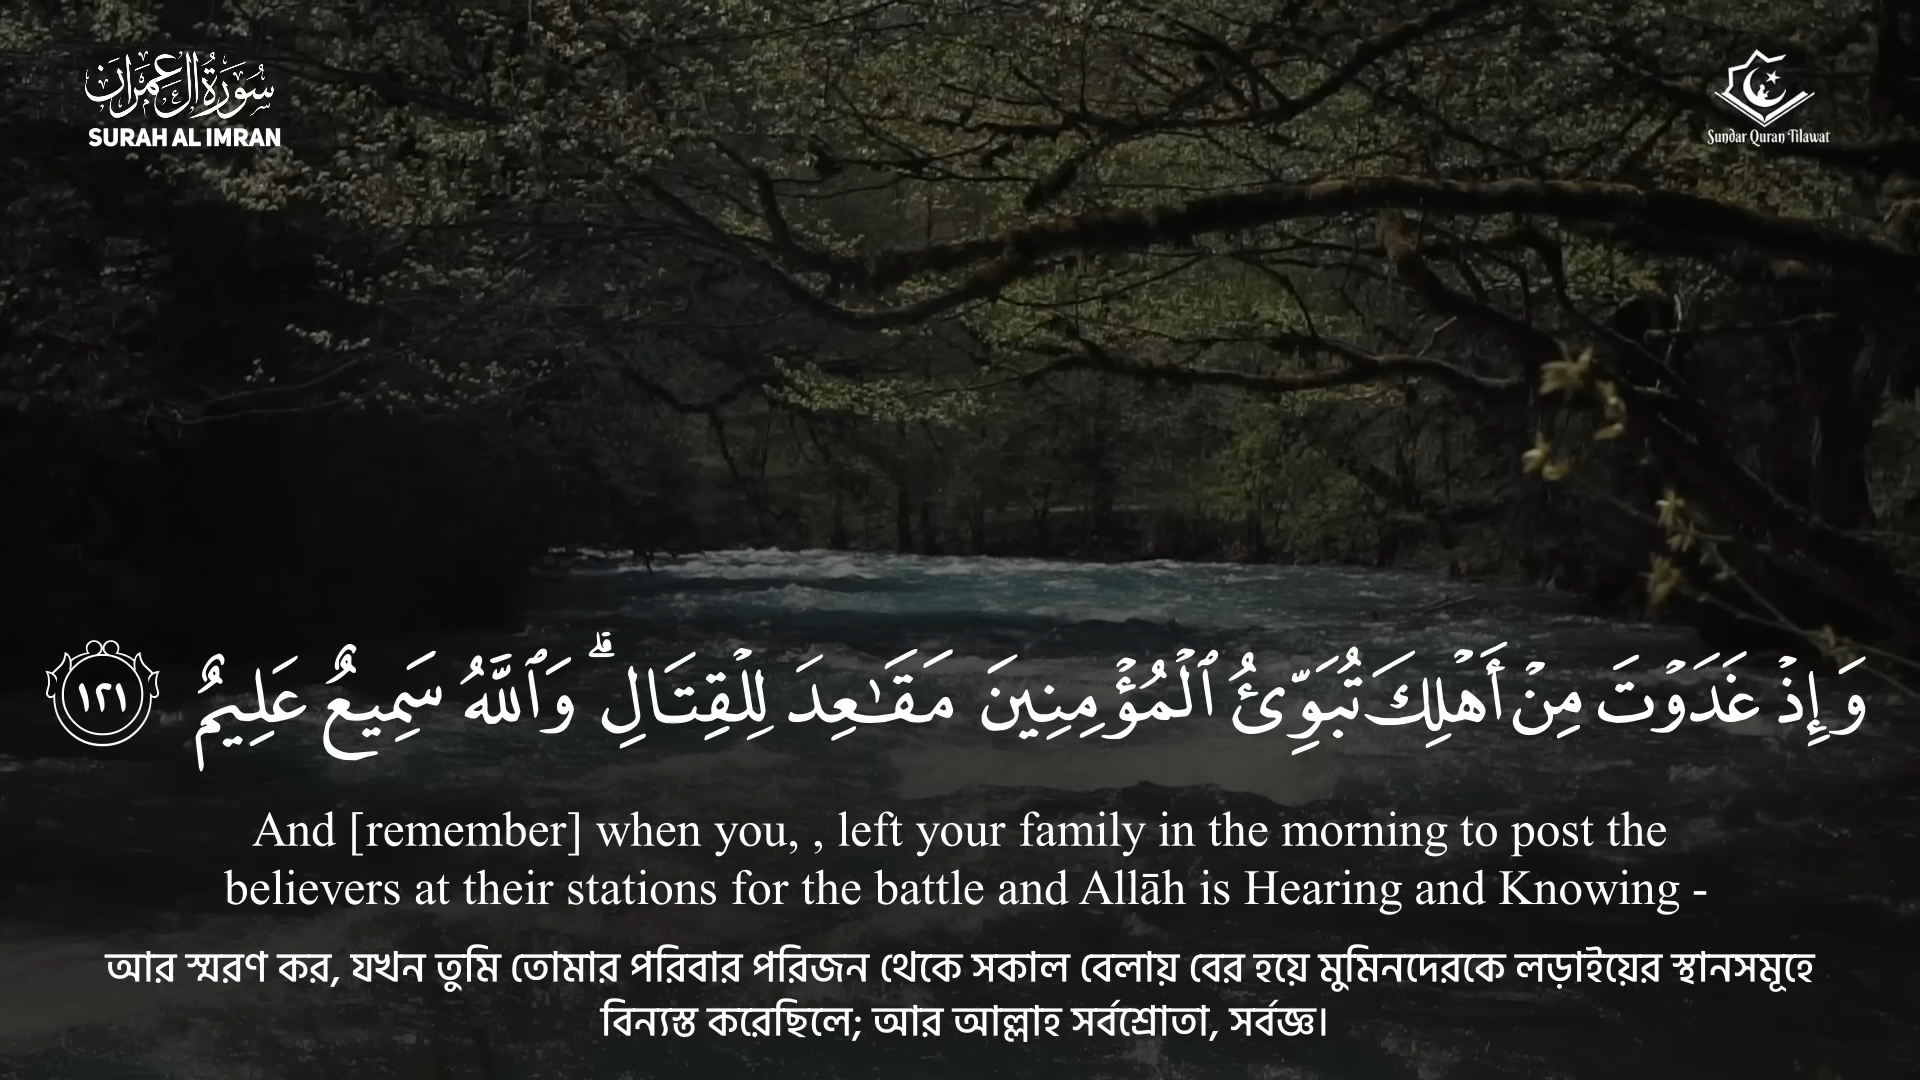 سُورَةُ آلِ عِمْرَان
SURAH AL IMRAN
Sundar Quran Tilawat
وَإِذْ غَدَوْتَ مِنْ أَهْلِكَ تُبَوِّئُ ٱلْمُؤْمِنِينَ مَقَـٰعِدَ لِلْقِتَالِ ۗ وَٱللَّهُ سَمِيعٌ عَلِيمٌ ١٢١
And [remember] when you, , left your family in the morning to post the
believers at their stations for the battle and Allāh is Hearing and Knowing -
আর স্মরণ কর, যখন তুমি তোমার পরিবার পরিজন থেকে সকাল বেলায় বের হয়ে মুমিনদেরকে লড়াইয়ের স্থানসমূহে
বিন্যস্ত করেছিলে; আর আল্লাহ সর্বশ্রোতা, সর্বজ্ঞ।